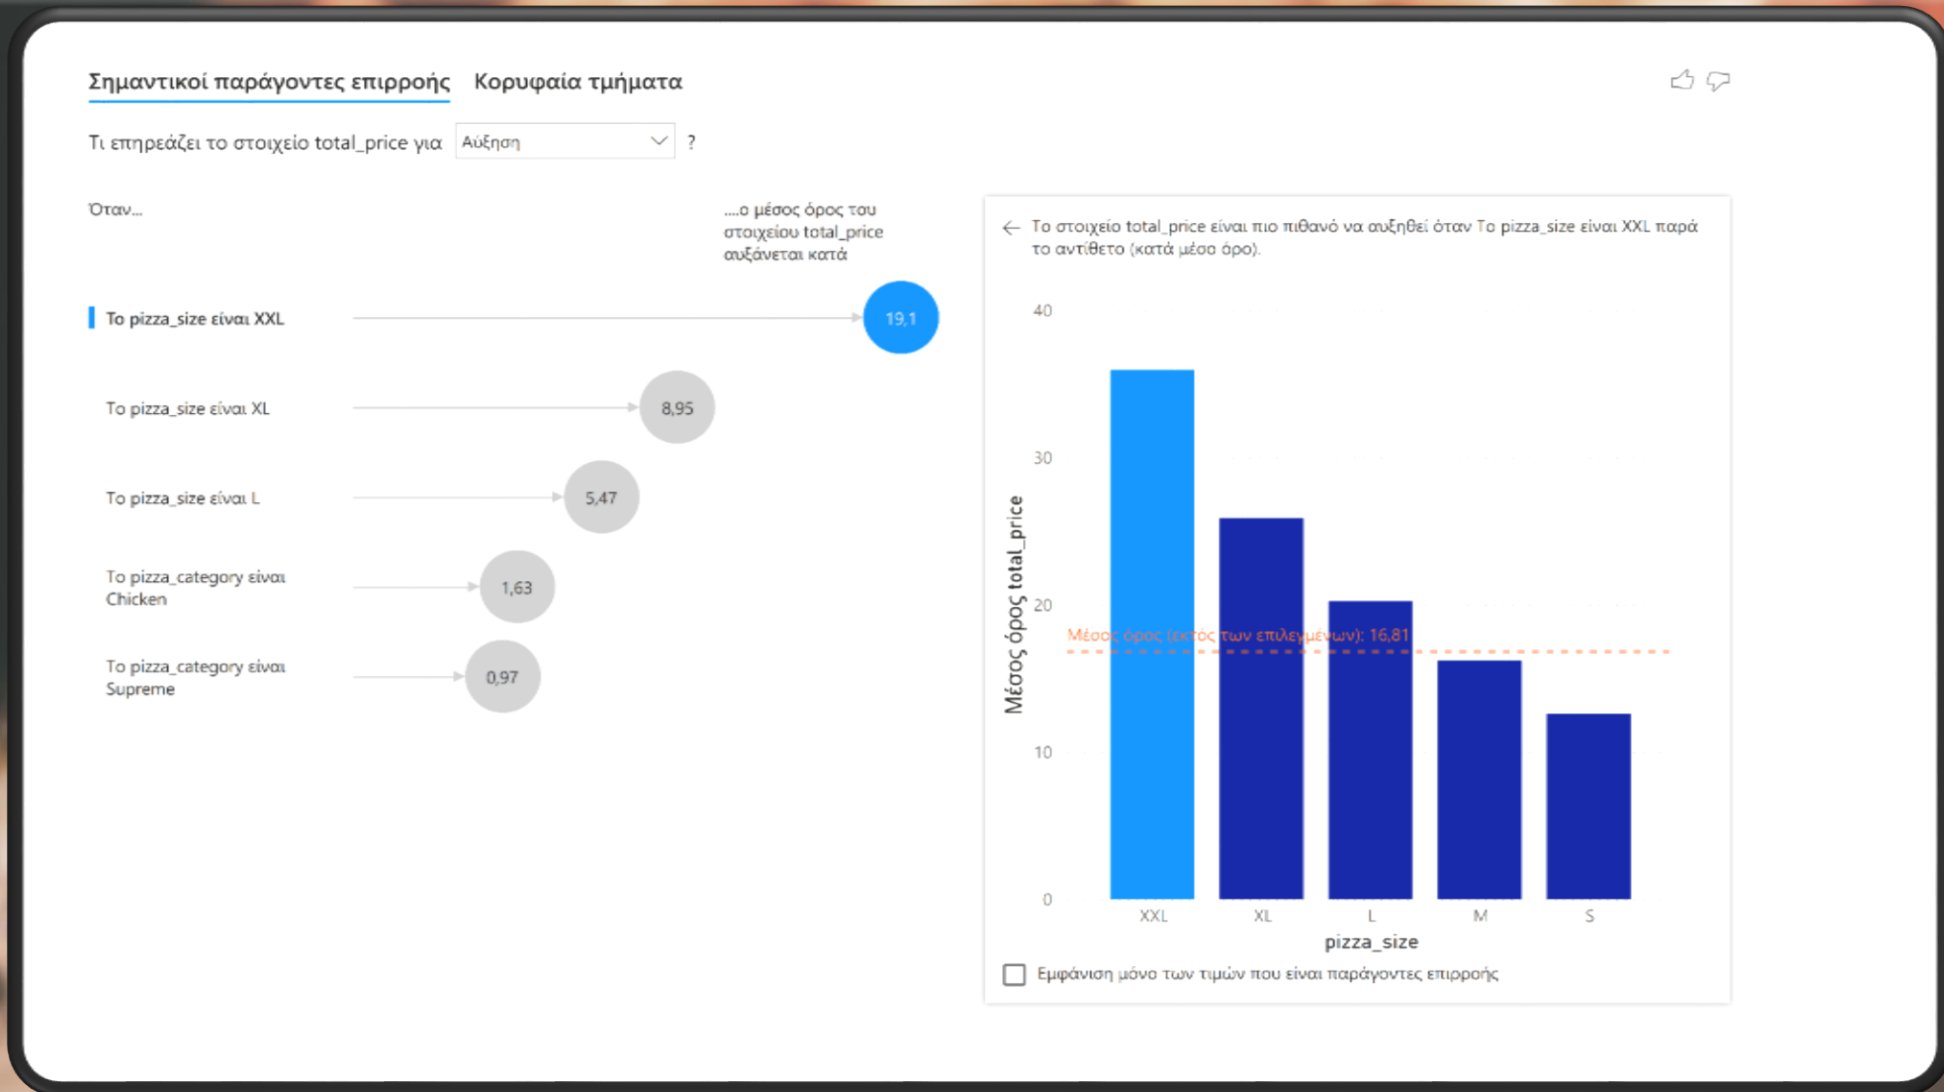 Σημαντικοί παράγοντες επιρροής
Κορυφαία τμήματα
Τι επηρεάζει το στοιχείο total_price για
Αύξηση
?
Όταν...
....ο μέσος όρος του
στοιχείου total_price
αυξάνεται κατά
Το pizza_size είναι XXL
19,1
Το pizza_size είναι XL
8,95
Το pizza_size είναι L
5,47
Το pizza_category είναι
Chicken
1,63
Το pizza_category είναι
Supreme
0,97
Το στοιχείο total_price είναι πιο πιθανό να αυξηθεί όταν Το pizza_size είναι XXL παρά
το αντίθετο (κατά μέσο όρο).
Μέσος όρος total_price
40
30
20
10
0
Μέσος όρος (εκτός των επιλεγμένων): 16,81
XXL
XL
L
M
S
pizza_size
Εμφάνιση μόνο των τιμών που είναι παράγοντες επιρροής